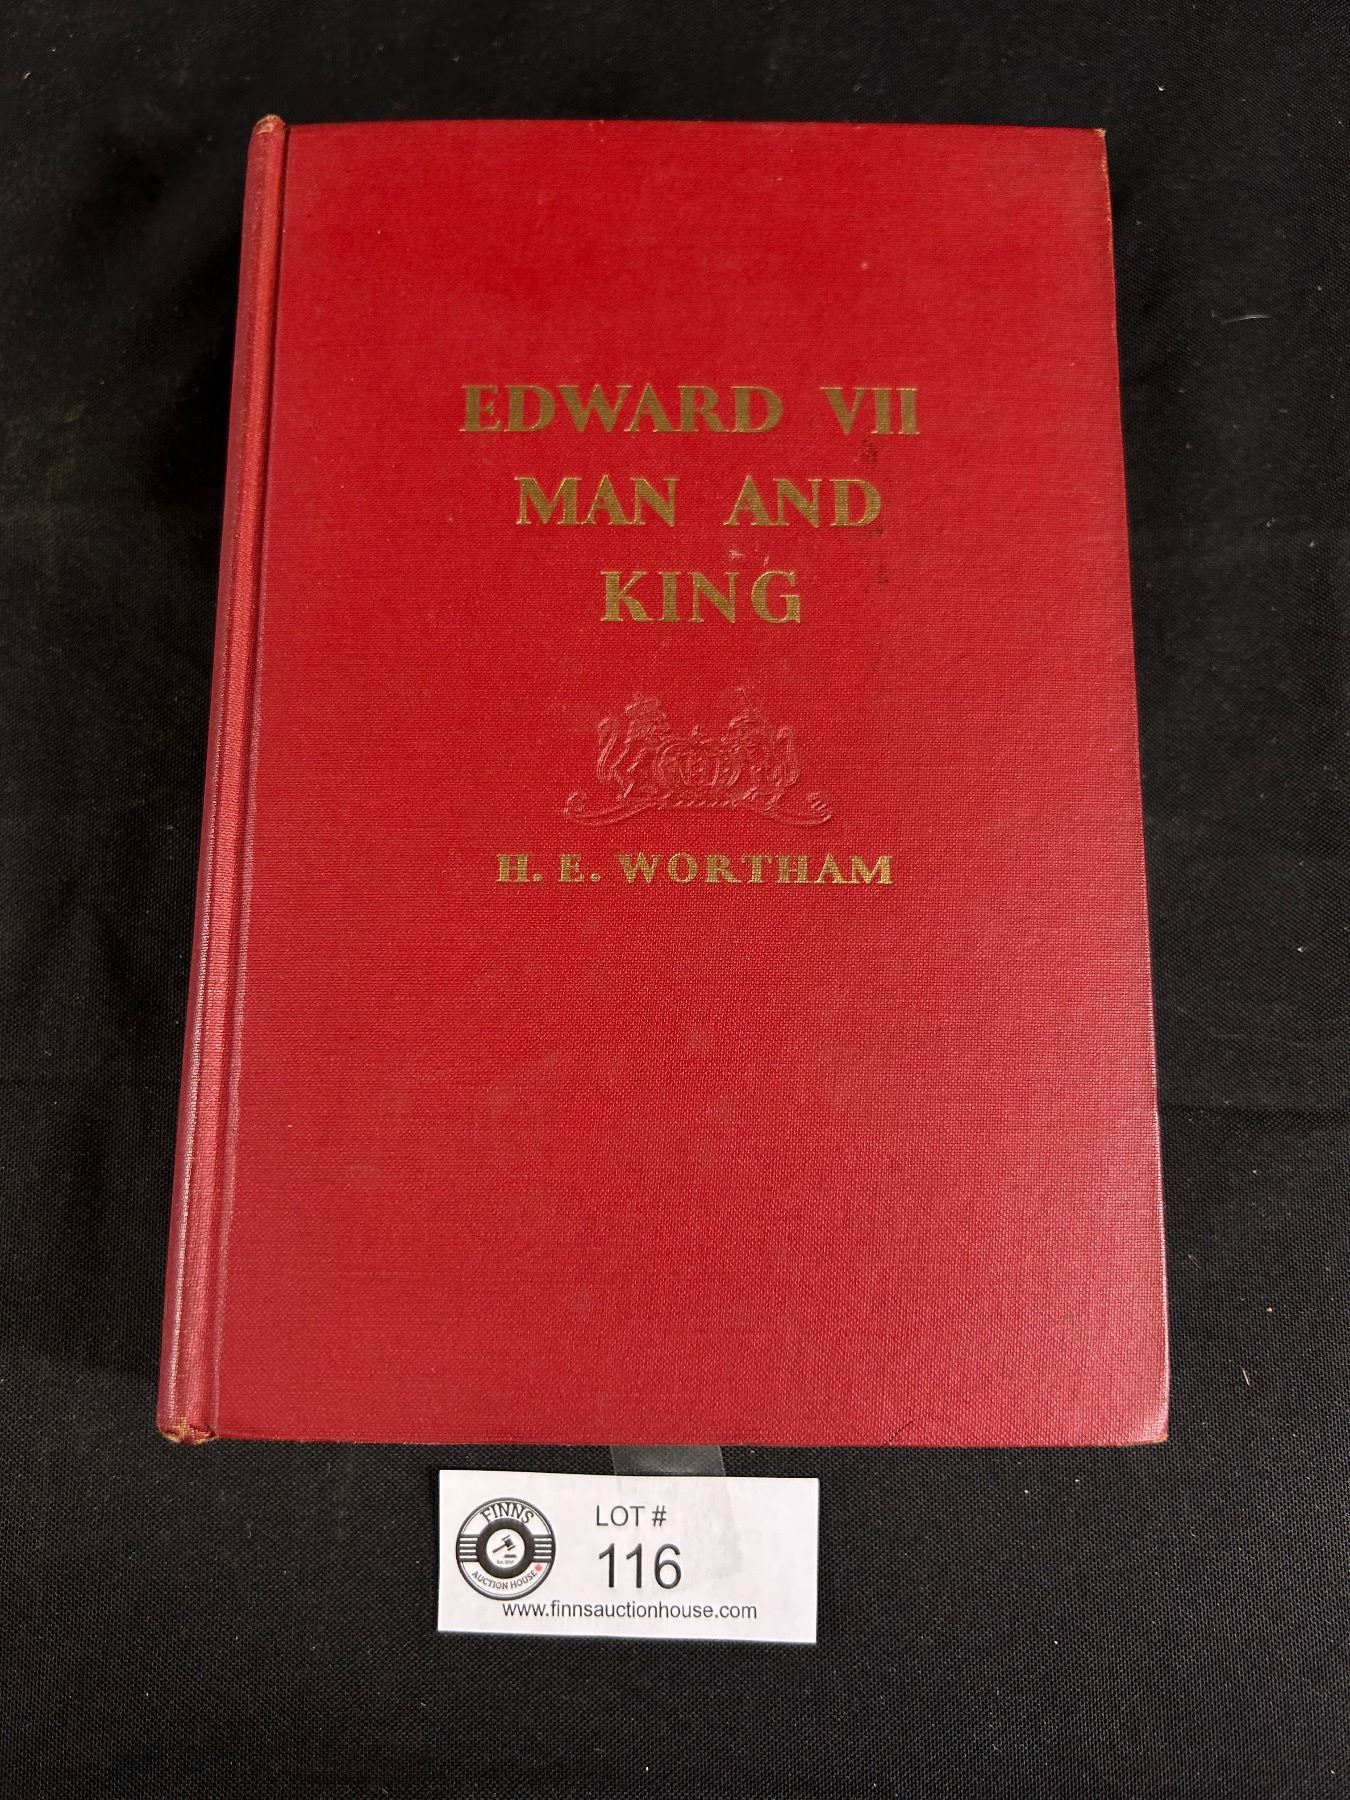 EDWARD VII
MAN AND
KING
H. E. WORTHAM
FINNS
AUCTION HOUSE
LOT #
116
www.finnsauctionhouse.com